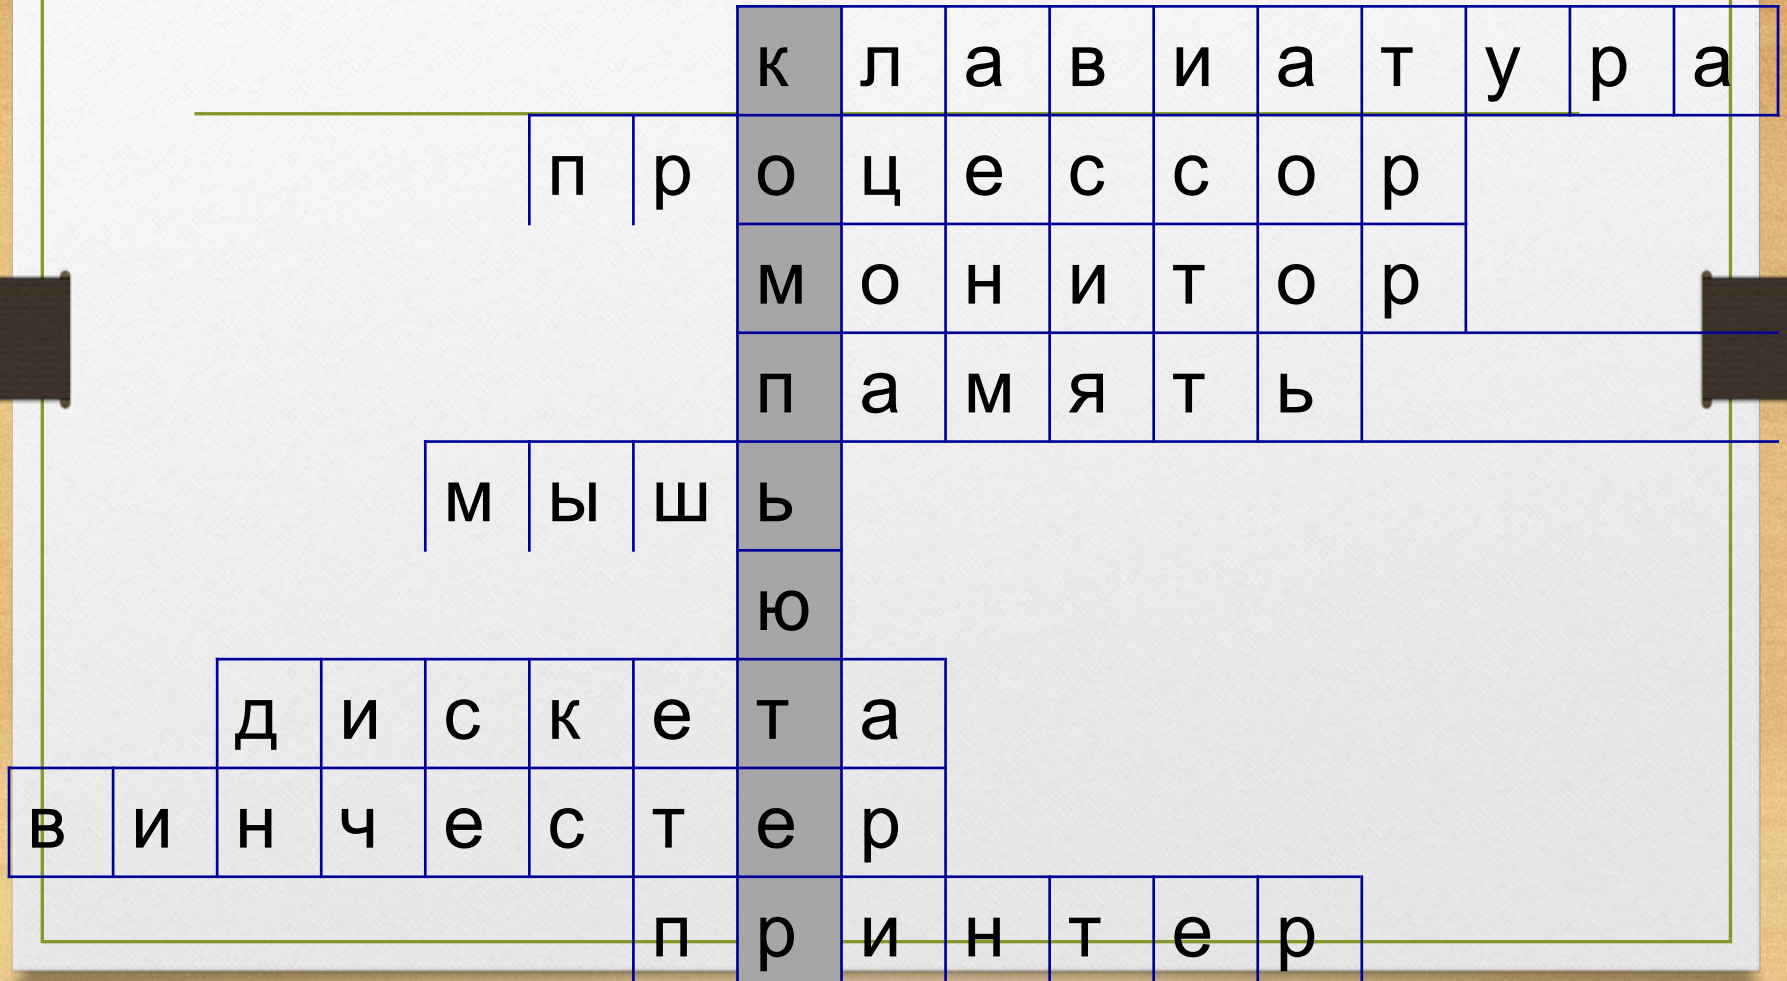 клавиатура
процессор
монитор
память
мышь
ю
дискета
винчестер
принтер